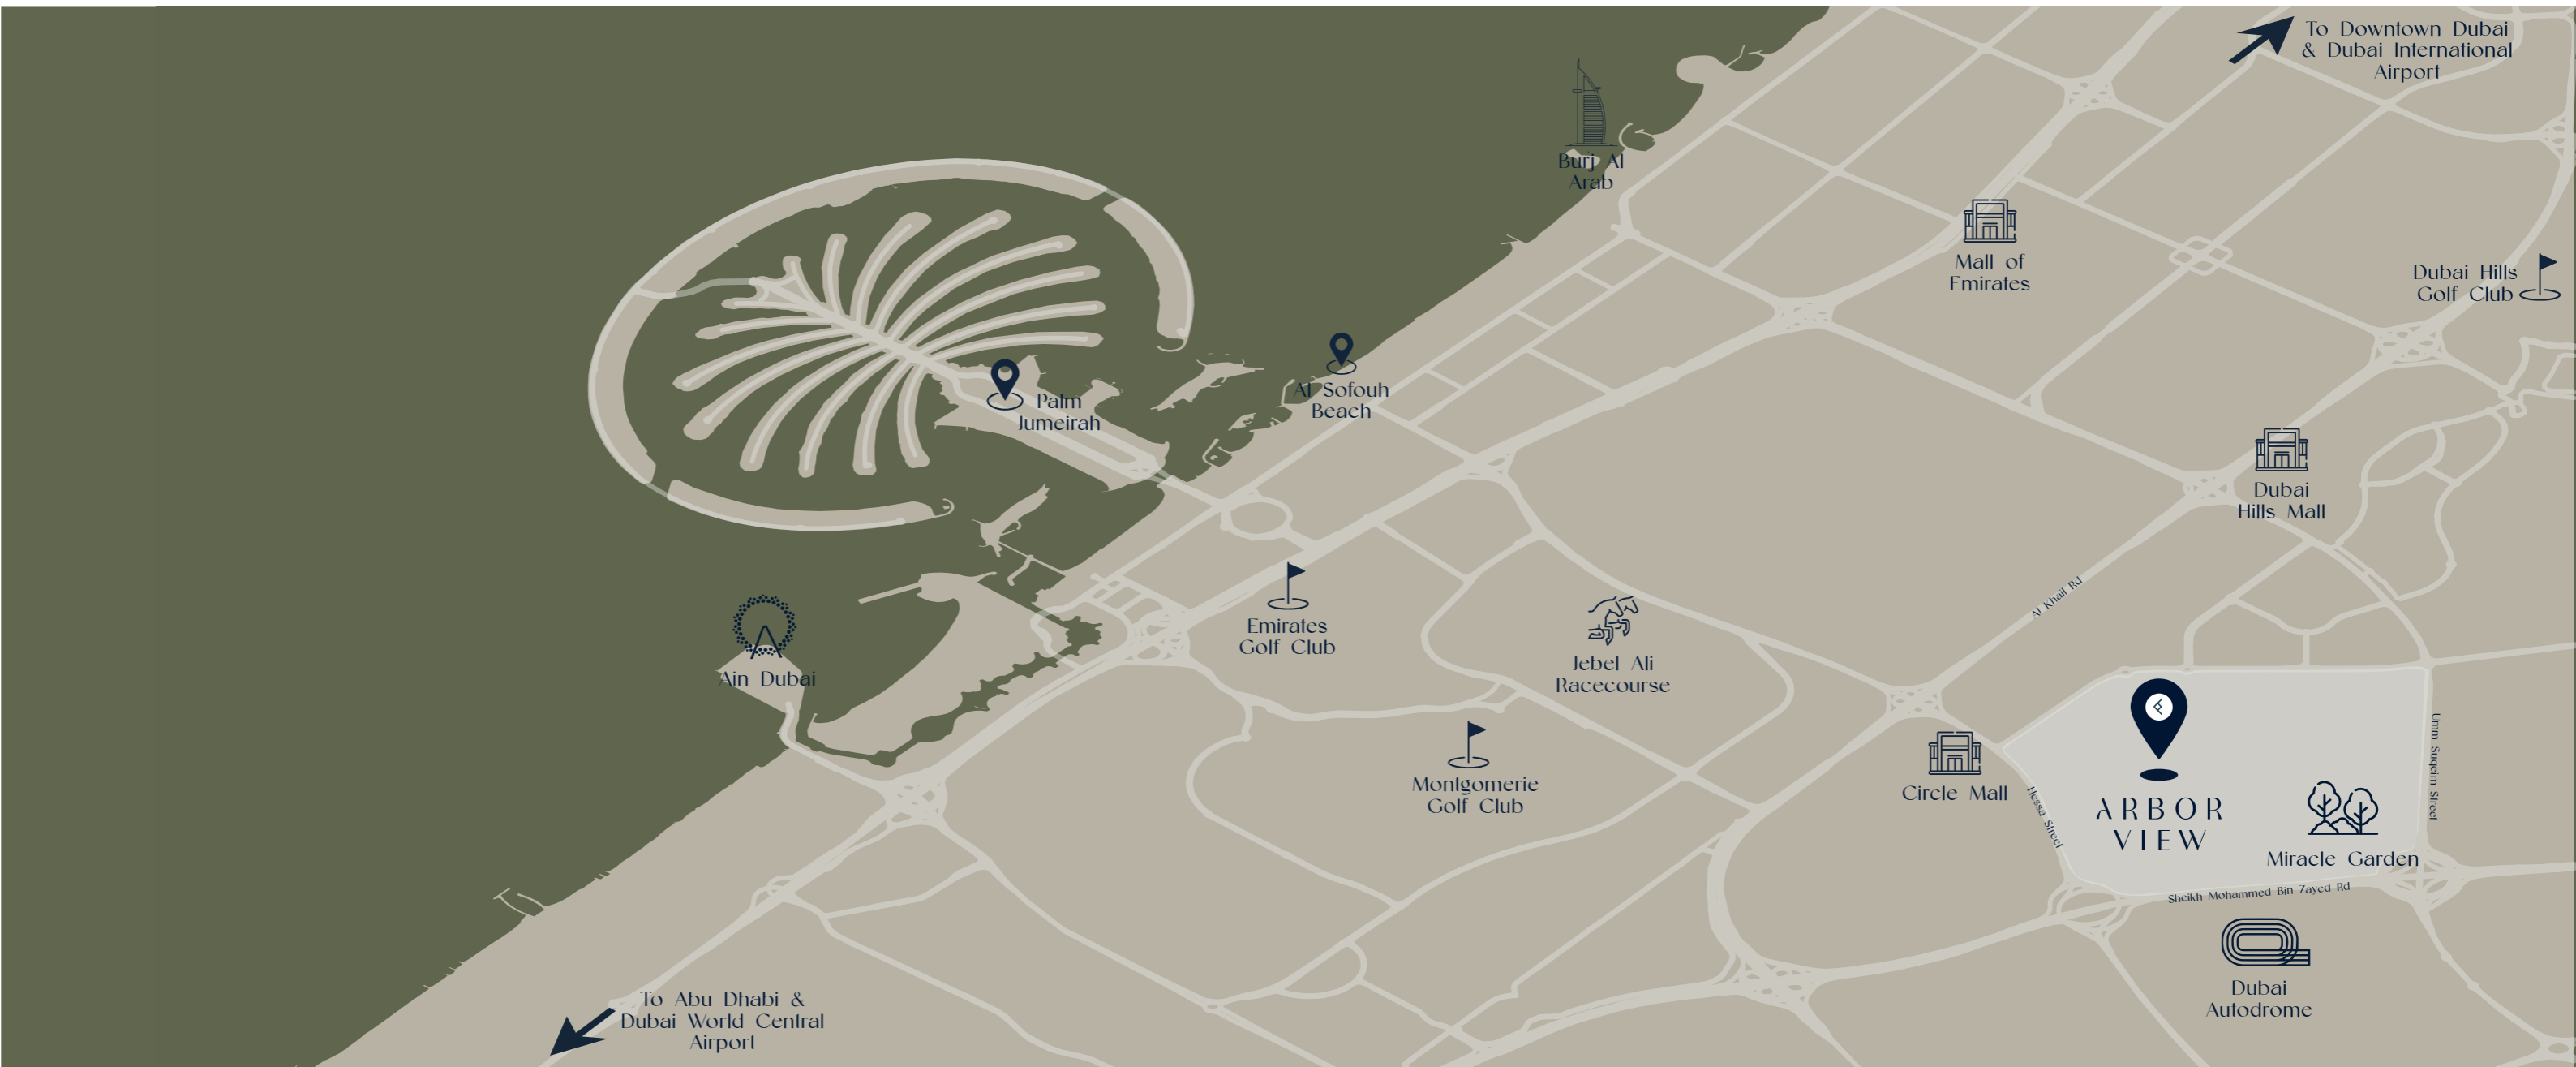 To Downtown Dubai
& Dubai International
Airport
Burj Al
Arab
Mall of
Emirates
Dubai Hills
Golf Club
Al Sofouh
Beach
Palm
Jumeirah
Dubai
Hills Mall
Al Khail Rd
Emirates
Golf Club
Jebel Ali
Racecourse
Ain Dubai
Montgomerie
Golf Club
Circle Mall
Hessa Street
ARBOR
VIEW
Umm Suqeim Street
Miracle Garden
Sheikh Mohammed Bin Zayed Rd
Dubai
Autodrome
To Abu Dhabi &
Dubai World Central
Airport